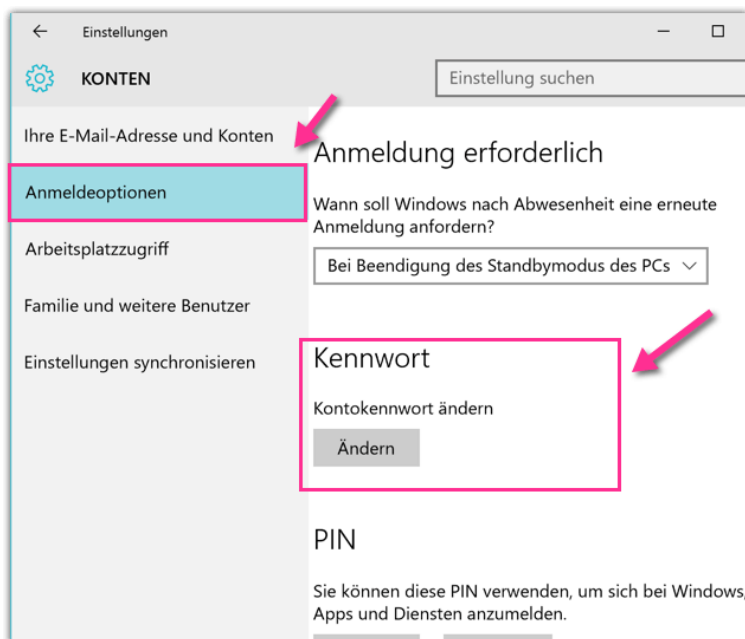 Einstellungen
KONTEN
Einstellung suchen
Ihre E-Mail-Adresse und Konten
Anmeldeoptionen
Arbeitsplatzzugriff
Familie und weitere Benutzer
Einstellungen synchronisieren
Anmeldung erforderlich
Wann soll Windows nach Abwesenheit eine erneute
Anmeldung anfordern?
Bei Beendigung des Standbymodus des PCs
Kennwort
Kontokennwort ändern
Ändern
PIN
Sie können diese PIN verwenden, um sich bei Windows,
Apps und Diensten anzumelden.